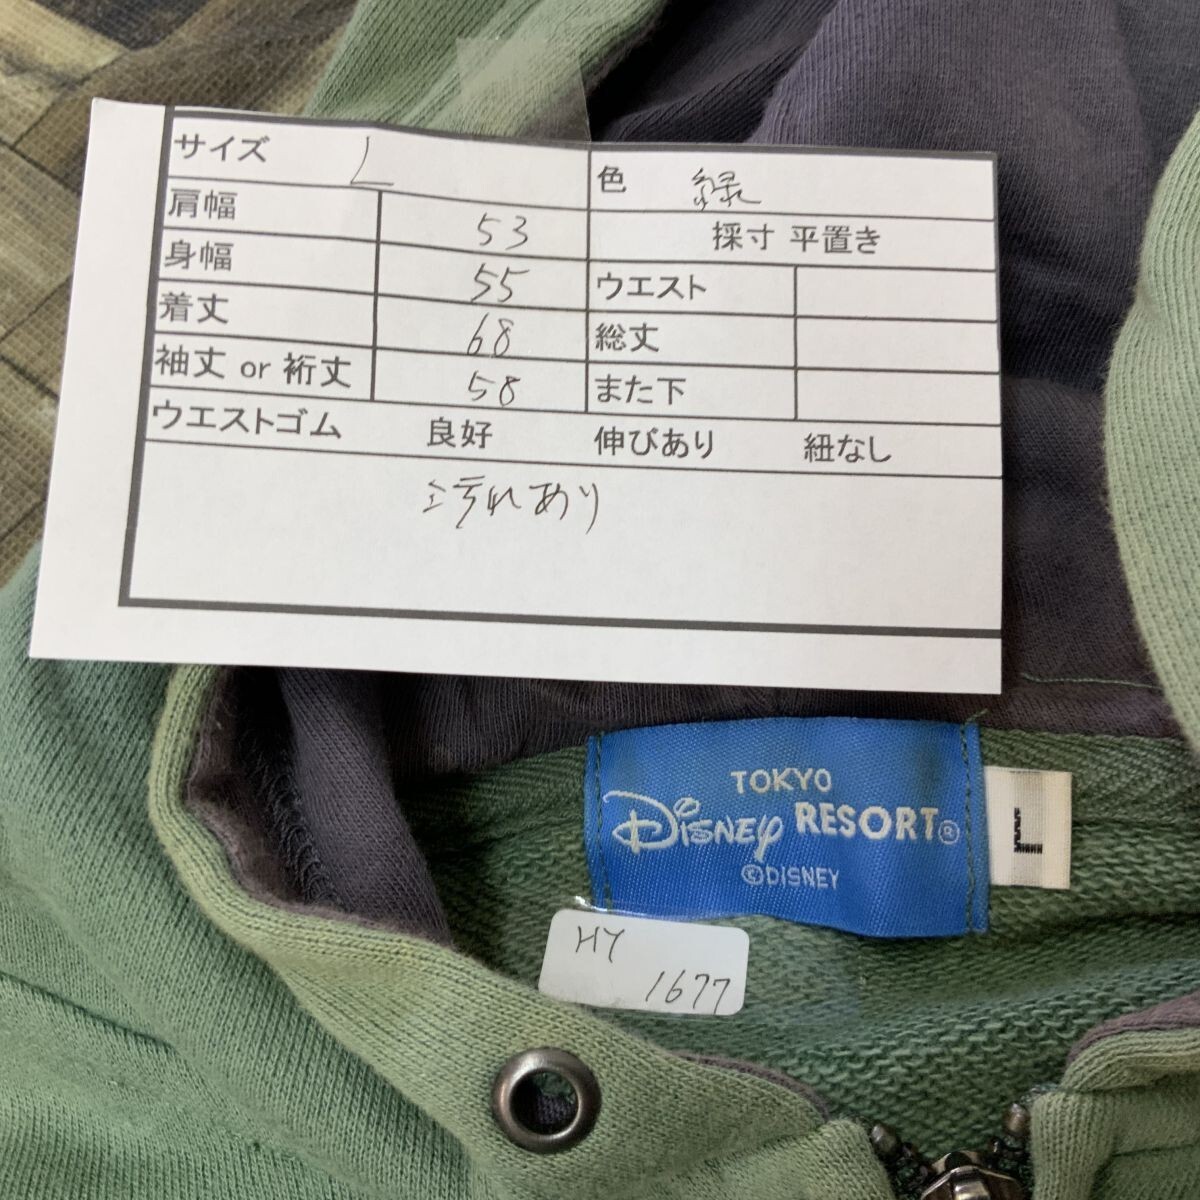 サイズ L 色 緑
肩幅 53 採寸 平置き
身幅 55 ウエスト
着丈 68 総丈
袖丈 or 裄丈 58 また下
ウエストゴム 良好 伸びあり 紐なし
汚れあり
TOKYO
Disney RESORT®
©DISNEY
L
HY
1677